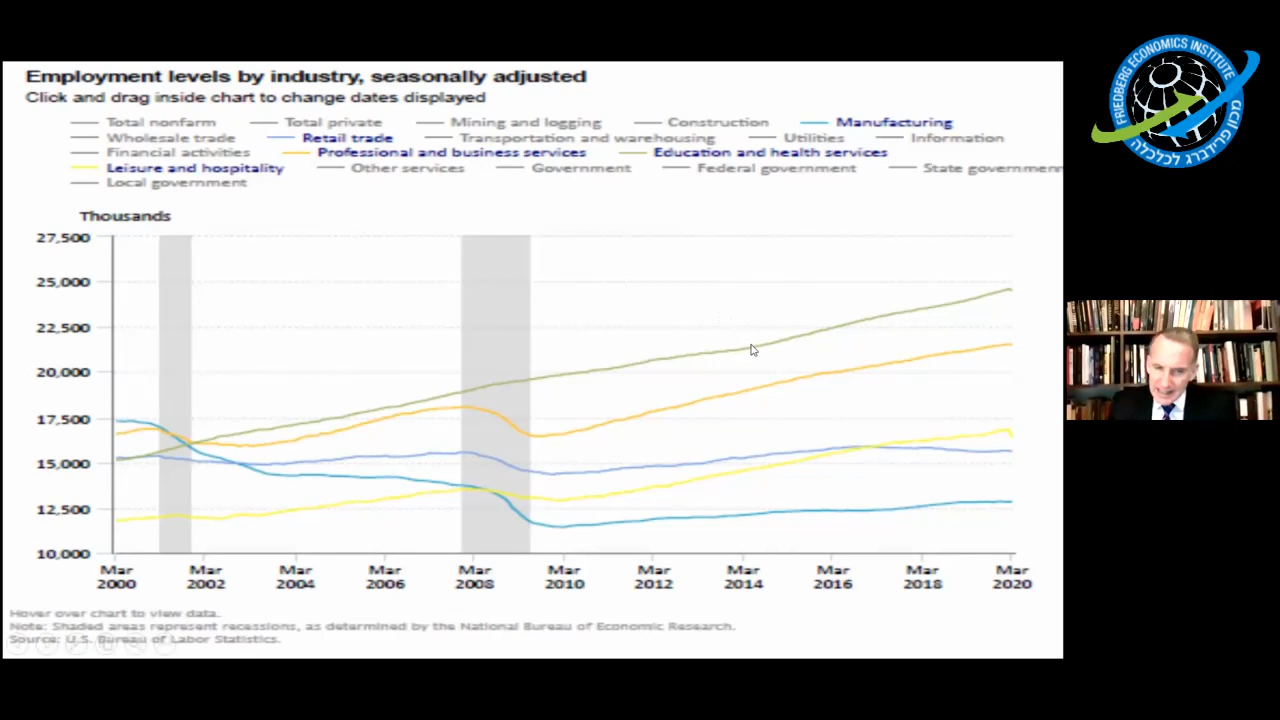 Employment levels by industry, seasonally adjusted
Click and drag inside chart to change dates displayed
Total nonfarm Total private Mining and logging Construction Manufacturing
Wholesale trade Retail trade Transportation and warehousing Utilities Information
Financial activities Professional and business services Education and health services
Leisure and hospitality Other services Government Federal government State governmen
Local government
Thousands
27,500
25,000
22,500
20,000
17,500
15,000
12,500
10,000
Mar Mar Mar Mar Mar Mar Mar Mar Mar Mar Mar
2000 2002 2004 2006 2008 2010 2012 2014 2016 2018 2020
Hover over chart to view data.
Note: Shaded areas represent recessions, as determined by the National Bureau of Economic Research.
Source: U.S. Bureau of Labor Statistics.
FRIEDBERG ECONOMICS INSTITUTE
מכון פרידברג לכלכלה